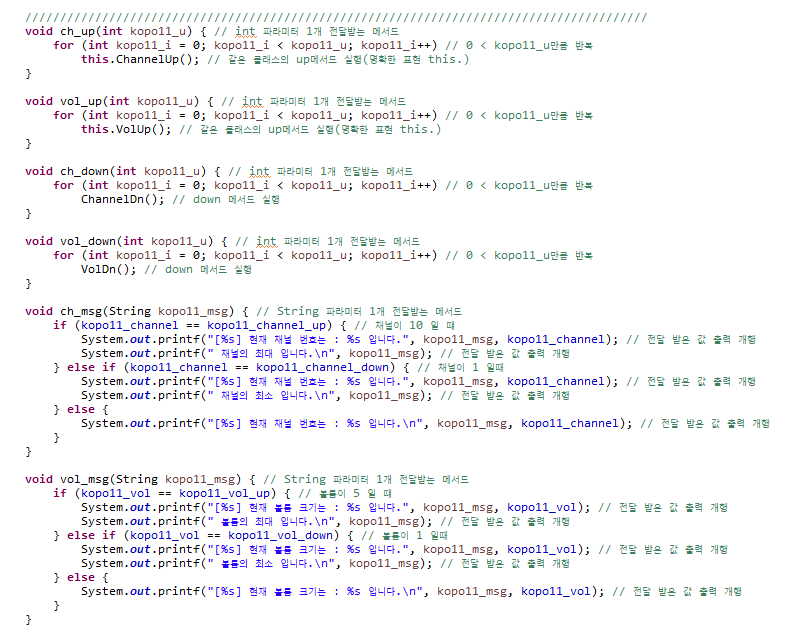 //////////////////////////////////////////////////////////////////////////////////////////
void ch_up(int kopo11_u) { // int 파라미터 1개 전달받는 메서드
for (int kopo11_i = 0; kopo11_i < kopo11_u; kopo11_i++) // 0 < kopo11_u만큼 반복
this.ChannelUp(); // 같은 클래스의 up메서드 실행(명확한 표현 this.)
}
void vol_up(int kopo11_u) { // int 파라미터 1개 전달받는 메서드
for (int kopo11_i = 0; kopo11_i < kopo11_u; kopo11_i++) // 0 < kopo11_u만큼 반복
this.VolUp(); // 같은 클래스의 up메서드 실행(명확한 표현 this.)
}
void ch_down(int kopo11_u) { // int 파라미터 1개 전달받는 메서드
for (int kopo11_i = 0; kopo11_i < kopo11_u; kopo11_i++) // 0 < kopo11_u만큼 반복
ChannelDn(); // down 메서드 실행
}
void vol_down(int kopo11_u) { // int 파라미터 1개 전달받는 메서드
for (int kopo11_i = 0; kopo11_i < kopo11_u; kopo11_i++) // 0 < kopo11_u만큼 반복
VolDn(); // down 메서드 실행
}
void ch_msg(String kopo11_msg) { // String 파라미터 1개 전달받는 메서드
if (kopo11_channel == kopo11_channel_up) { // 채널이 10 일 때
System.out.printf("[%s] 현재 채널 번호는 : %s 입니다.", kopo11_msg, kopo11_channel); // 전달 받은 값 출력 개행
System.out.printf(" 채널의 최대 입니다.\n", kopo11_msg); // 전달 받은 값 출력 개행
} else if (kopo11_channel == kopo11_channel_down) { // 채널이 1 일때
System.out.printf("[%s] 현재 채널 번호는 : %s 입니다.", kopo11_msg, kopo11_channel); // 전달 받은 값 출력 개행
System.out.printf(" 채널의 최소 입니다.\n", kopo11_msg); // 전달 받은 값 출력 개행
} else {
System.out.printf("[%s] 현재 채널 번호는 : %s 입니다.\n", kopo11_msg, kopo11_channel); // 전달 받은 값 출력 개행
}
}
void vol_msg(String kopo11_msg) { // String 파라미터 1개 전달받는 메서드
if (kopo11_vol == kopo11_vol_up) { // 볼륨이 5 일 때
System.out.printf("[%s] 현재 볼륨 크기는 : %s 입니다.", kopo11_msg, kopo11_vol); // 전달 받은 값 출력 개행
System.out.printf(" 볼륨의 최대 입니다.\n", kopo11_msg); // 전달 받은 값 출력 개행
} else if (kopo11_vol == kopo11_vol_down) { // 볼륨이 1 일때
System.out.printf("[%s] 현재 볼륨 크기는 : %s 입니다.", kopo11_msg, kopo11_vol); // 전달 받은 값 출력 개행
System.out.printf(" 볼륨의 최소 입니다.\n", kopo11_msg); // 전달 받은 값 출력 개행
} else {
System.out.printf("[%s] 현재 볼륨 크기는 : %s 입니다.\n", kopo11_msg, kopo11_vol); // 전달 받은 값 출력 개행
}
}